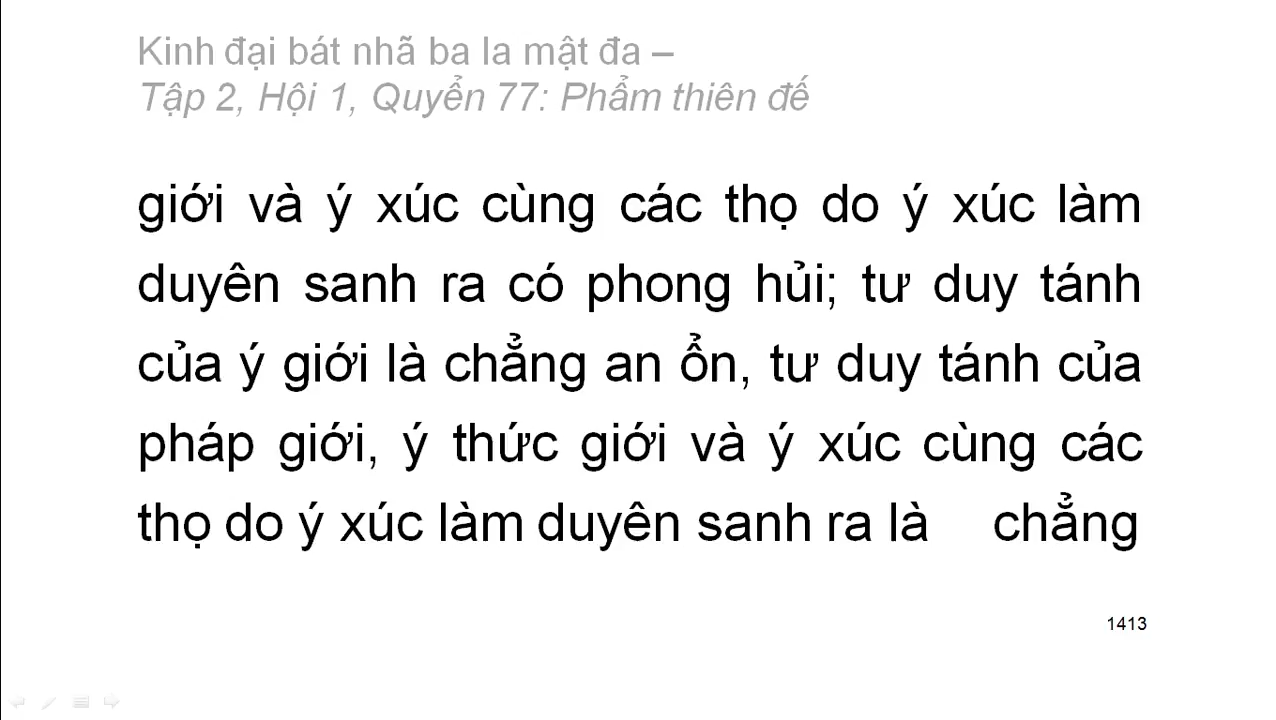 Kinh đại bát nhã ba la mật đa –
Tập 2, Hội 1, Quyển 77: Phẩm thiên đế
giới và ý xúc cùng các thọ do ý xúc làm
duyên sanh ra có phong hủi; tư duy tánh
của ý giới là chẳng an ổn, tư duy tánh của
pháp giới, ý thức giới và ý xúc cùng các
thọ do ý xúc làm duyên sanh ra là chẳng
1413